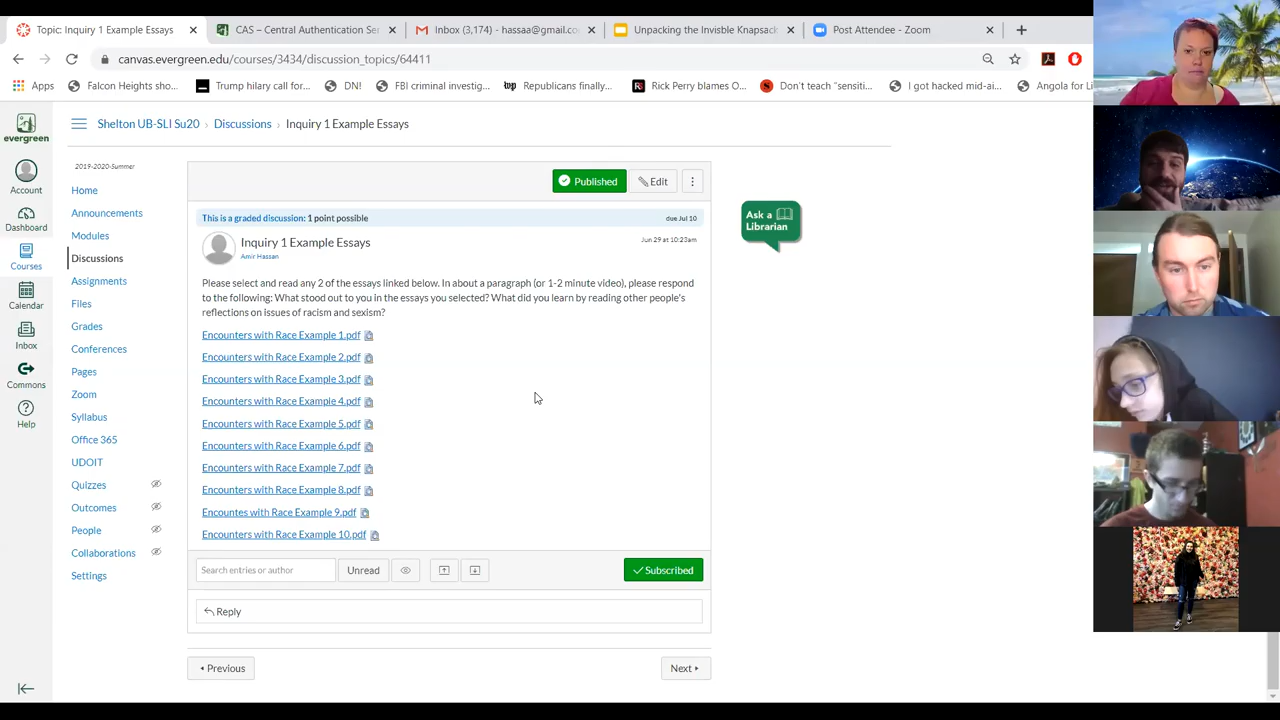 Topic: Inquiry 1 Example Essays
CAS – Central Authentication Ser
Inbox (3,174) - hassaa@gmail.co
Unpacking the Invisble Knapsack
Post Attendee - Zoom
canvas.evergreen.edu/courses/3434/discussion_topics/64411
Apps
Falcon Heights sho...
Trump hilary call for...
DN!
FBI criminal investig...
Republicans finally...
Rick Perry blames O...
Don't teach "sensiti...
I got hacked mid-ai...
Angola for Li
evergreen
Account
Dashboard
Courses
Calendar
Inbox
Commons
Help
Shelton UB-SLI Su20 › Discussions › Inquiry 1 Example Essays
2019-2020-Summer
Home
Announcements
Modules
Discussions
Assignments
Files
Grades
Conferences
Pages
Zoom
Syllabus
Office 365
UDOIT
Quizzes
Outcomes
People
Collaborations
Settings
Published
Edit
This is a graded discussion: 1 point possible
due Jul 10
Inquiry 1 Example Essays
Amir Hassan
Jun 29 at 10:23am
Please select and read any 2 of the essays linked below. In about a paragraph (or 1-2 minute video), please respond
to the following: What stood out to you in the essays you selected? What did you learn by reading other people's
reflections on issues of racism and sexism?
Encounters with Race Example 1.pdf
Encounters with Race Example 2.pdf
Encounters with Race Example 3.pdf
Encounters with Race Example 4.pdf
Encounters with Race Example 5.pdf
Encounters with Race Example 6.pdf
Encounters with Race Example 7.pdf
Encounters with Race Example 8.pdf
Encountes with Race Example 9.pdf
Encounters with Race Example 10.pdf
Search entries or author
Unread
Subscribed
Reply
Previous
Next
Ask a
Librarian